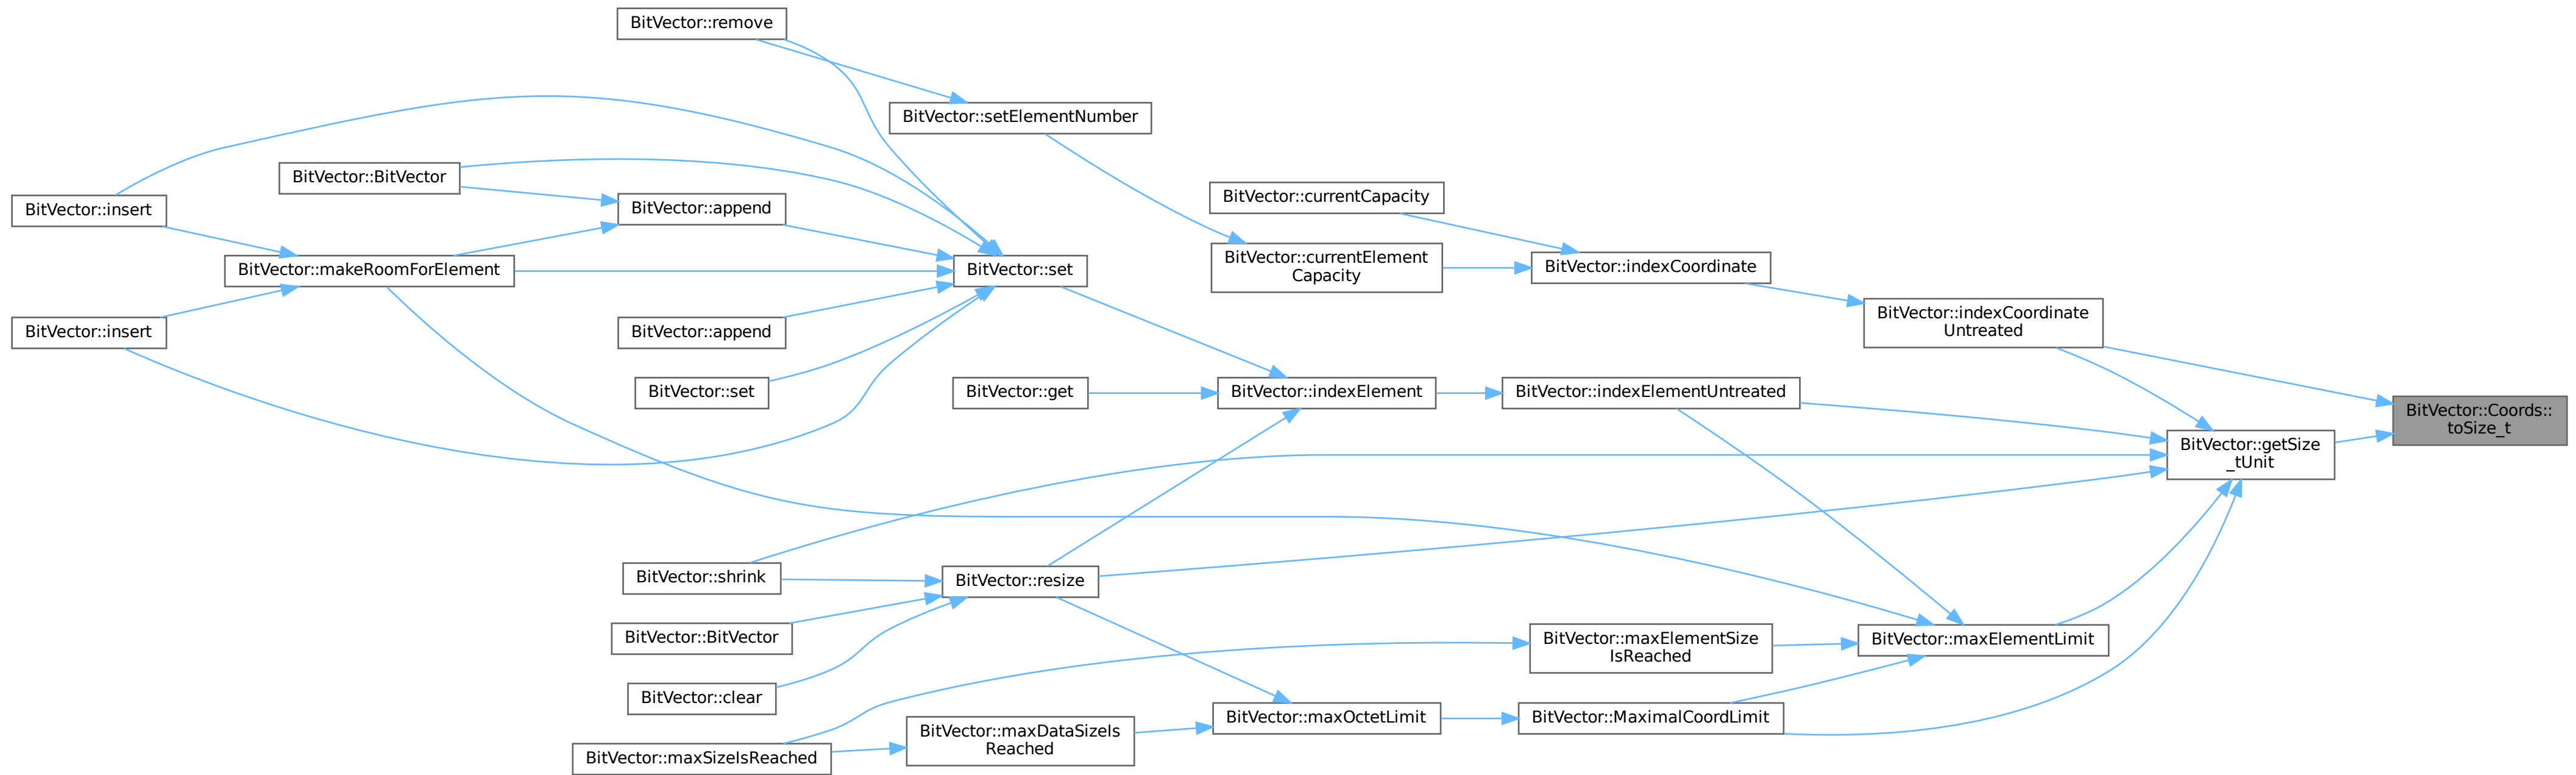 BitVector::remove
BitVector::setElementNumber
BitVector::BitVector
BitVector::insert
BitVector::append
BitVector::currentCapacity
BitVector::makeRoomForElement
BitVector::set
BitVector::currentElement
Capacity
BitVector::indexCoordinate
BitVector::indexCoordinate
Untreated
BitVector::insert
BitVector::append
BitVector::set
BitVector::get
BitVector::indexElement
BitVector::indexElementUntreated
BitVector::Coords::
toSize_t
BitVector::getSize
_tUnit
BitVector::shrink
BitVector::resize
BitVector::BitVector
BitVector::maxElementSize
IsReached
BitVector::maxElementLimit
BitVector::clear
BitVector::maxOctetLimit
BitVector::MaximalCoordLimit
BitVector::maxDataSizeIs
Reached
BitVector::maxSizeIsReached